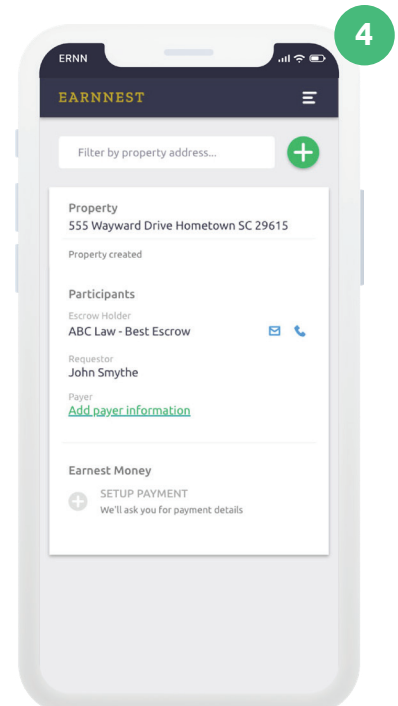 4
ERNN
EARNNEST
Filter by property address...
Property
555 Wayward Drive Hometown SC 29615
Property created
Participants
Escrow Holder
ABC Law - Best Escrow
Requestor
John Smythe
Payer
Add payer information
Earnest Money
SETUP PAYMENT
We'll ask you for payment details